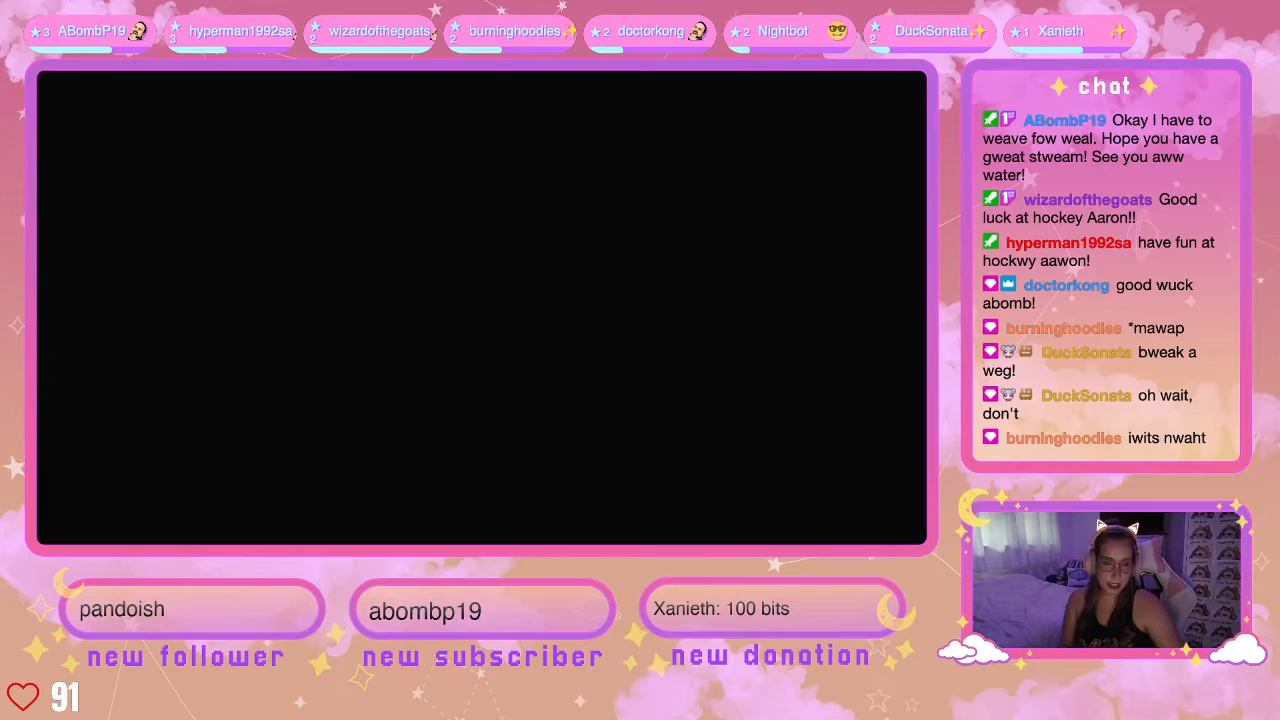 3 ABombP19
3 hyperman1992sa
2 wizardofthegoats
2 burninghoodies
2 doctorkong
2 Nightbot
2 DuckSonata
1 Xanieth
chat
1ST ABombP19 Okay I have to
weave fow weal. Hope you have a
gweat stweam! See you aww
water!
1ST wizardofthegoats Good
luck at hockey Aaron!!
hyperman1992sa have fun at
hockwy aawon!
doctorkong good wuck
abomb!
burninghoodies *mawap
DuckSonata bweak a
weg!
DuckSonata oh wait,
don't
burninghoodies iwits nwaht
pandoish
abombp19
Xanieth: 100 bits
new follower
new subscriber
new donation
91